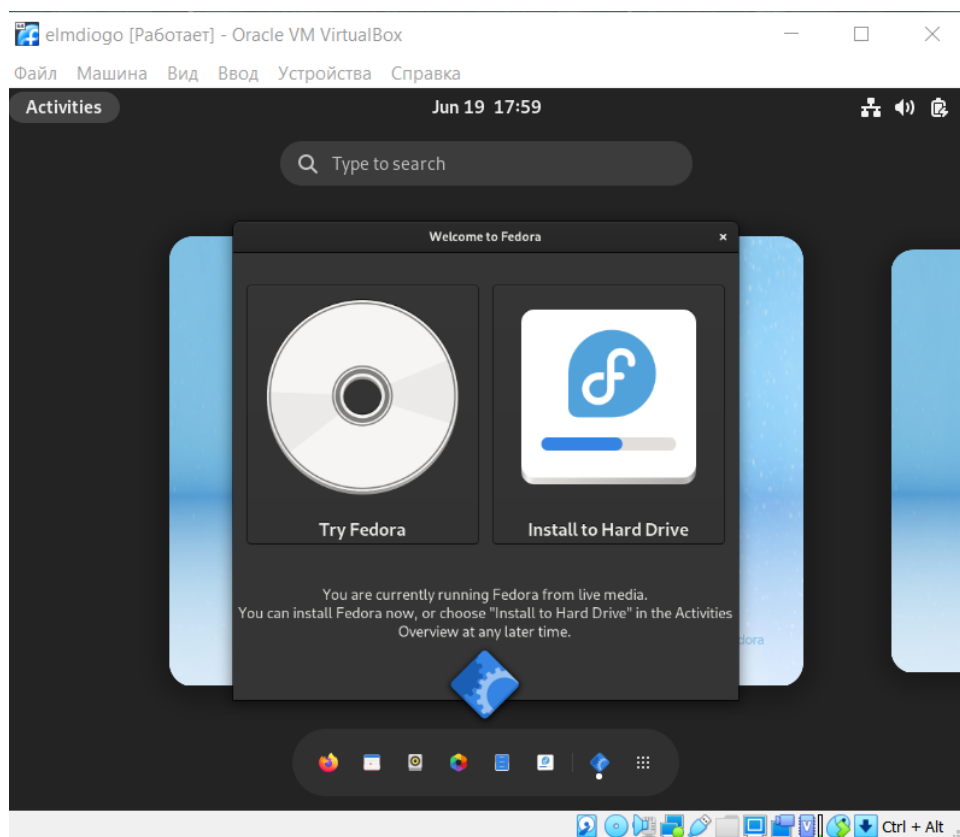 elmdiogo [Работает] - Oracle VM VirtualBox
Файл Машина Вид Ввод Устройства Справка
Activities Jun 19 17:59
Type to search
Welcome to Fedora
Try Fedora Install to Hard Drive
You are currently running Fedora from live media.
You can install Fedora now, or choose "Install to Hard Drive" in the Activities
Overview at any later time.
dora
Ctrl + Alt